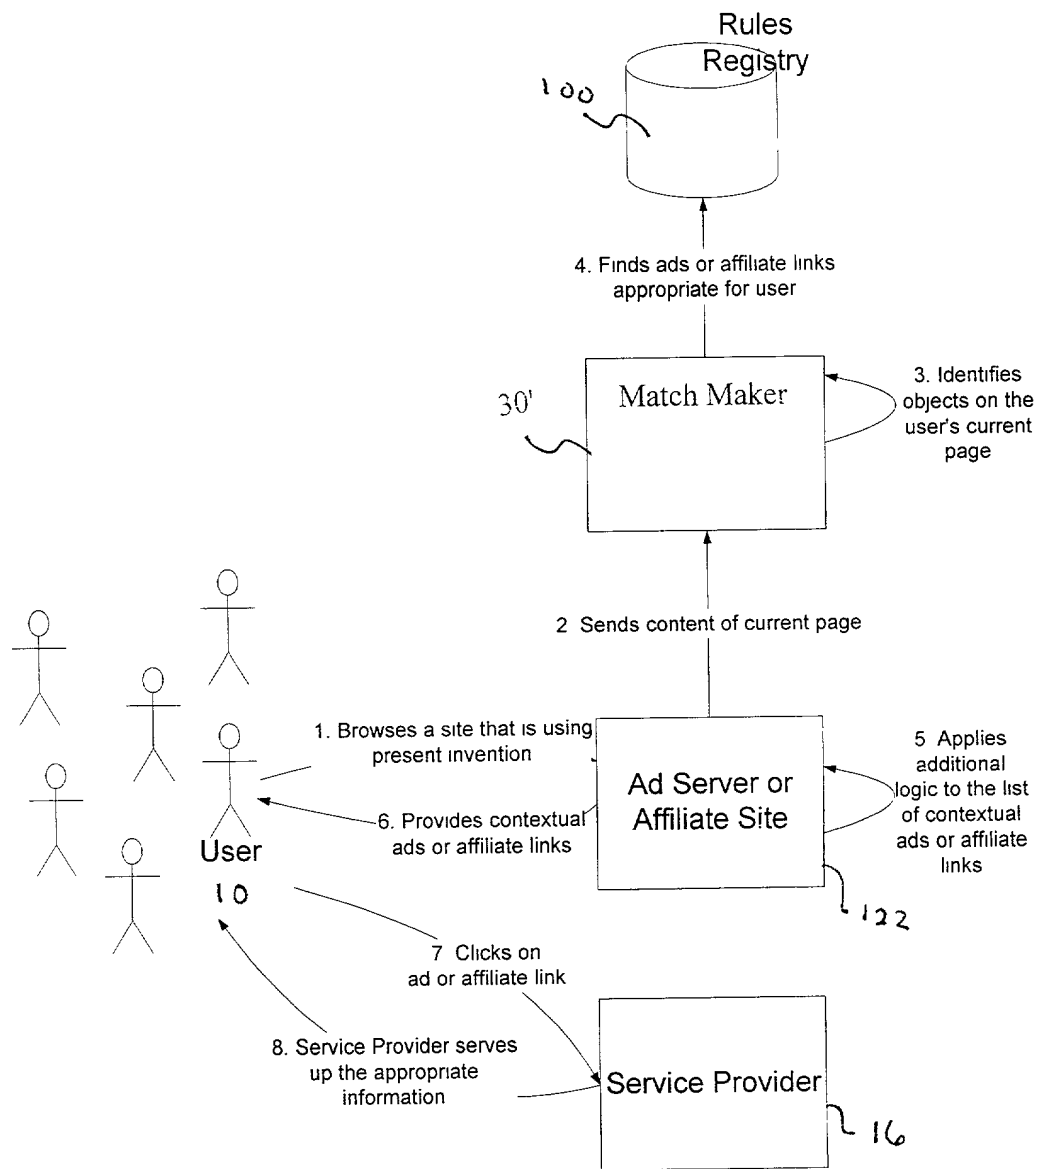 Rules
Registry
100
4. Finds ads or affiliate links
appropriate for user
Match Maker
30'
3. Identifies
objects on the
user's current
page
2 Sends content of current page
1. Browses a site that is using
present invention
Ad Server or
Affiliate Site
5 Applies
additional
logic to the list
of contextual
ads or affiliate
links
6. Provides contextual
ads or affiliate links
User
10
122
7 Clicks on
ad or affiliate link
8. Service Provider serves
up the appropriate
information
Service Provider
16